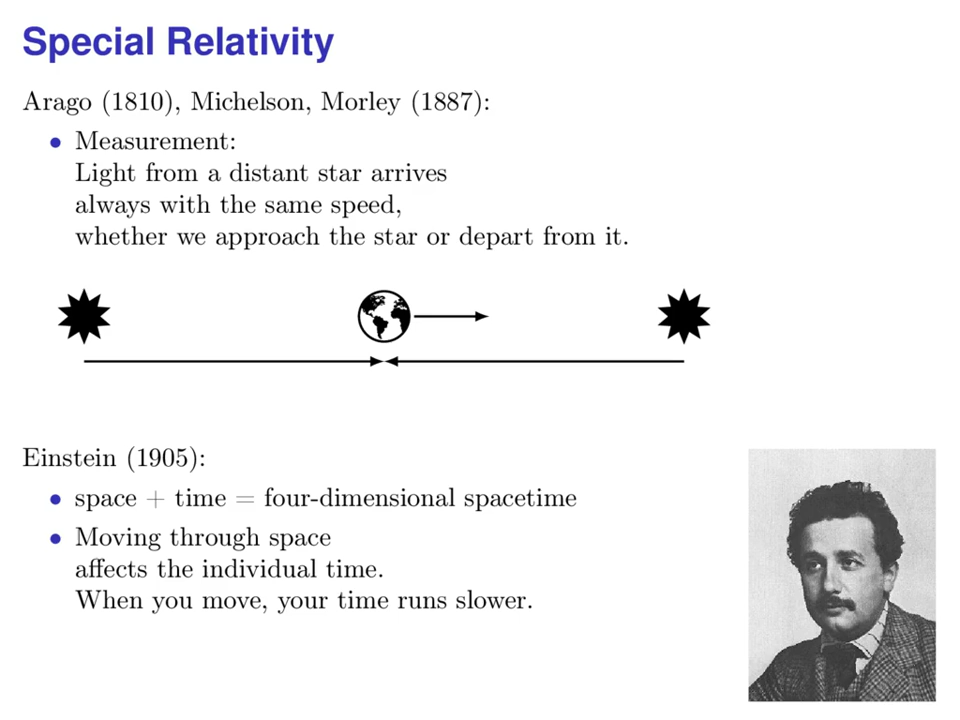 Special Relativity
Arago (1810), Michelson, Morley (1887):
• Measurement:
Light from a distant star arrives
always with the same speed,
whether we approach the star or depart from it.
Einstein (1905):
• space + time = four-dimensional spacetime
• Moving through space
affects the individual time.
When you move, your time runs slower.